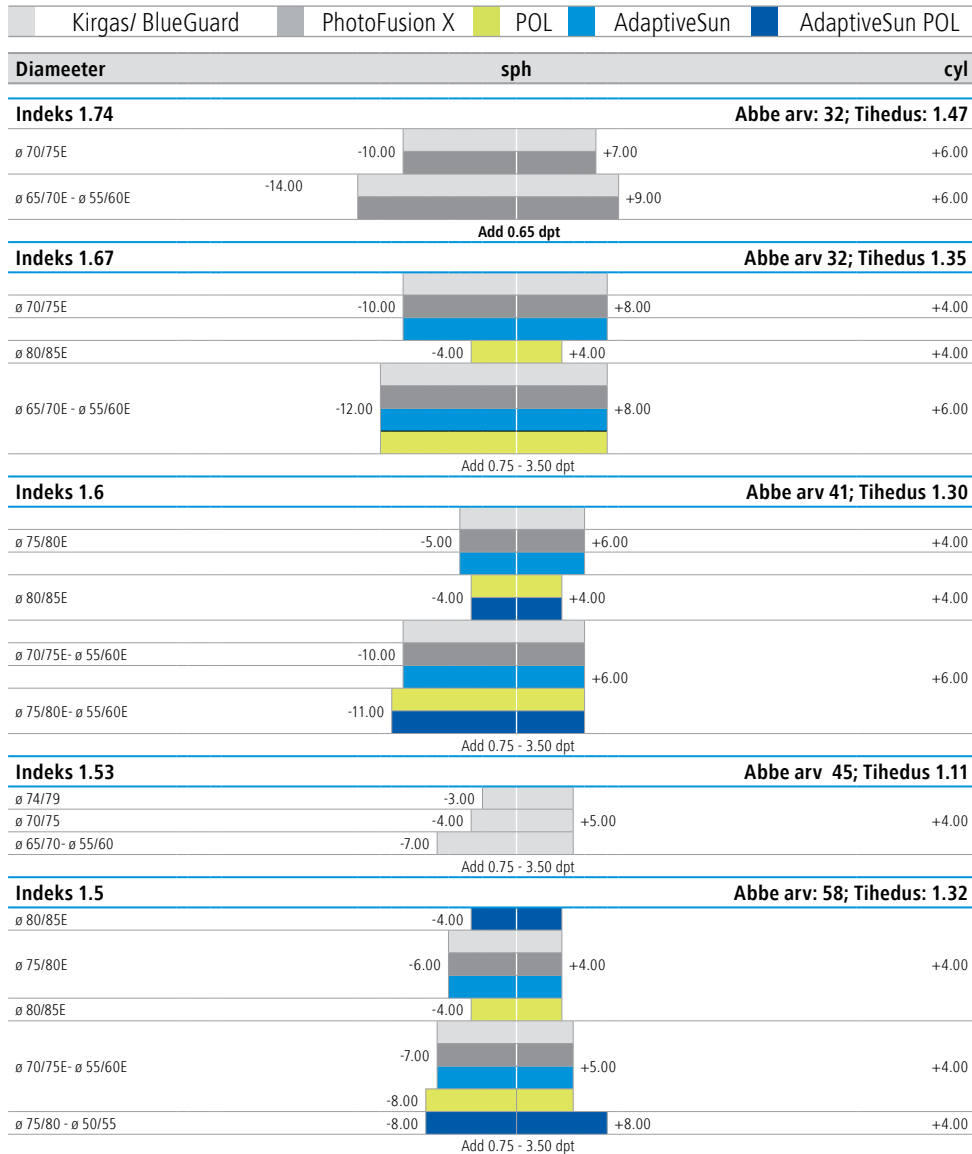 Kirgas/ BlueGuard PhotoFusion X POL AdaptiveSun AdaptiveSun POL
Diameeter sph cyl
Indeks 1.74 Abbe arv: 32; Tihedus: 1.47
ø 70/75E -10.00 +7.00 +6.00
-14.00
ø 65/70E - ø 55/60E +9.00 +6.00
Add 0.65 dpt
Indeks 1.67 Abbe arv 32; Tihedus 1.35
ø 70/75E -10.00 +8.00 +4.00
ø 80/85E -4.00 +4.00 +4.00
ø 65/70E - ø 55/60E -12.00 +8.00 +6.00
Add 0.75 - 3.50 dpt
Indeks 1.6 Abbe arv 41; Tihedus 1.30
ø 75/80E -5.00 +6.00 +4.00
ø 80/85E -4.00 +4.00 +4.00
ø 70/75E- ø 55/60E -10.00
+6.00 +6.00
ø 75/80E- ø 55/60E -11.00
Add 0.75 - 3.50 dpt
Indeks 1.53 Abbe arv 45; Tihedus 1.11
ø 74/79 -3.00
ø 70/75 -4.00 +5.00 +4.00
ø 65/70- ø 55/60 -7.00
Add 0.75 - 3.50 dpt
Indeks 1.5 Abbe arv: 58; Tihedus: 1.32
ø 80/85E -4.00
ø 75/80E -6.00 +4.00 +4.00
ø 80/85E -4.00
-7.00
ø 70/75E- ø 55/60E +5.00 +4.00
-8.00
ø 75/80 - ø 50/55 -8.00 +8.00 +4.00
Add 0.75 - 3.50 dpt